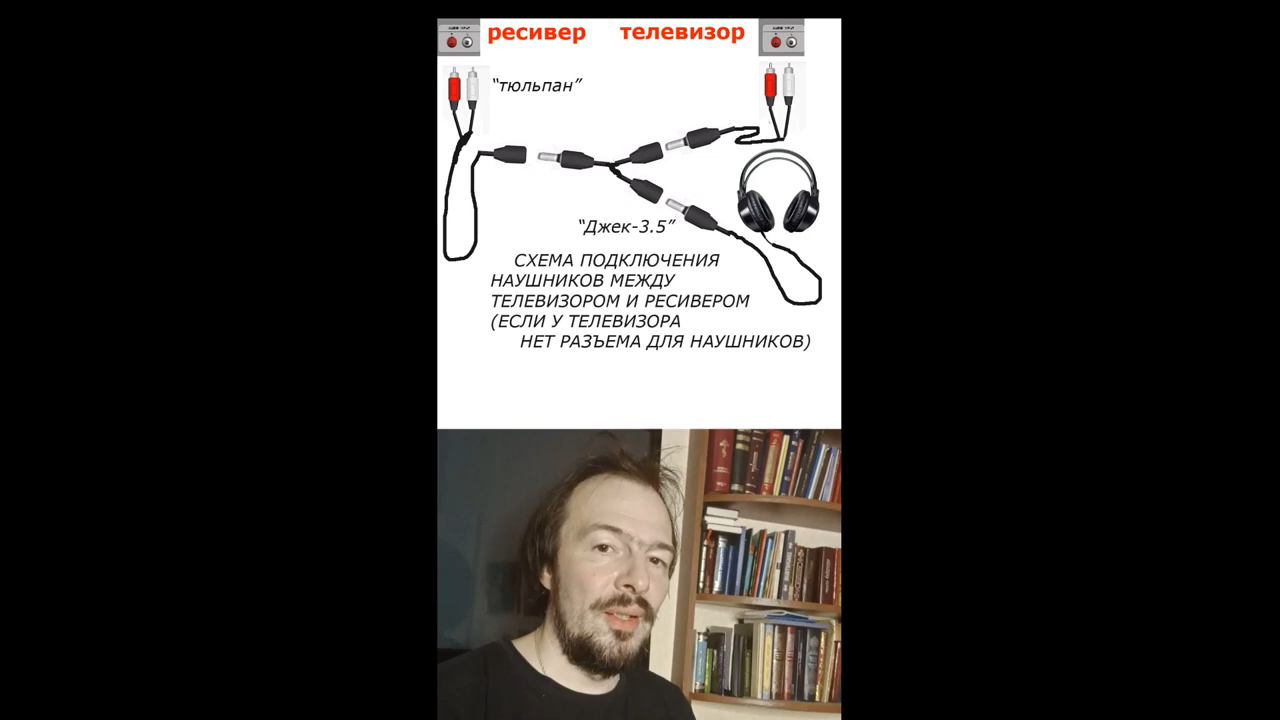 ресивер телевизор
“тюльпан”
“Джек-3.5”
СХЕМА ПОДКЛЮЧЕНИЯ
НАУШНИКОВ МЕЖДУ
ТЕЛЕВИЗОРОМ И РЕСИВЕРОМ
(ЕСЛИ У ТЕЛЕВИЗОРА
НЕТ РАЗЪЕМА ДЛЯ НАУШНИКОВ)